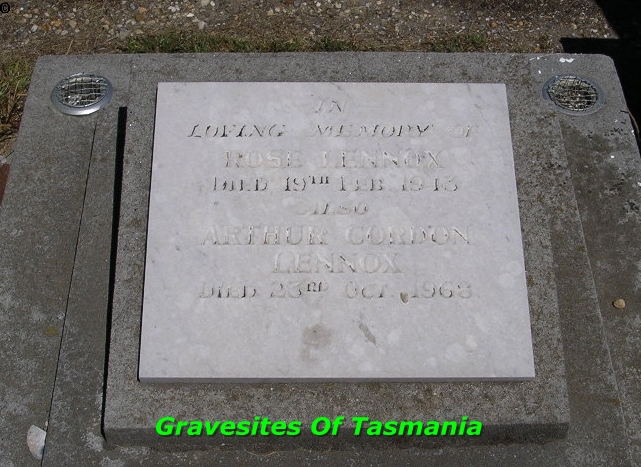 ©
IN
LOVING MEMORY OF
ROSE LENNOX
DIED 19TH FEB 1943
ALSO
ARTHUR GORDON
LENNOX
DIED 23RD OCT. 1968
Gravesites Of Tasmania